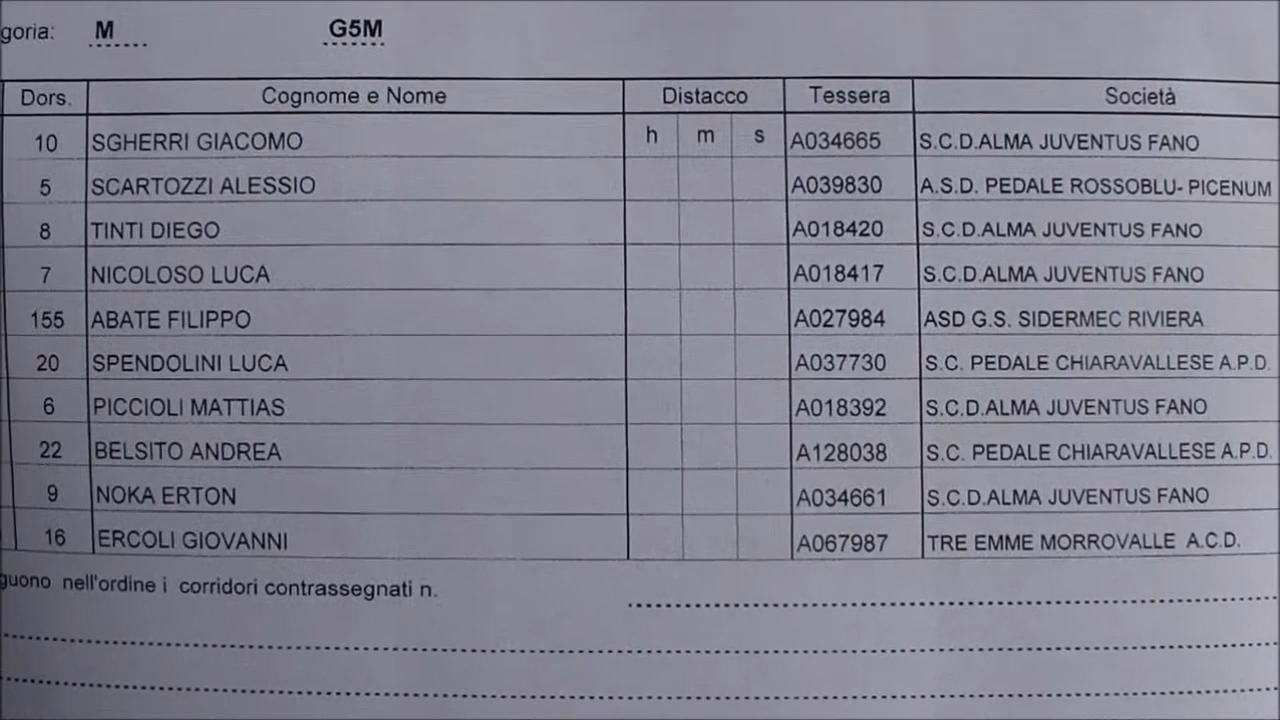 goria: M G5M
Dors. Cognome e Nome Distacco Tessera Società
10 SGHERRI GIACOMO h m s A034665 S.C.D.ALMA JUVENTUS FANO
5 SCARTOZZI ALESSIO A039830 A.S.D. PEDALE ROSSOBLU- PICENUM
8 TINTI DIEGO A018420 S.C.D.ALMA JUVENTUS FANO
7 NICOLOSO LUCA A018417 S.C.D.ALMA JUVENTUS FANO
155 ABATE FILIPPO A027984 ASD G.S. SIDERMEC RIVIERA
20 SPENDOLINI LUCA A037730 S.C. PEDALE CHIARAVALLESE A.P.D.
6 PICCIOLI MATTIAS A018392 S.C.D.ALMA JUVENTUS FANO
22 BELSITO ANDREA A128038 S.C. PEDALE CHIARAVALLESE A.P.D.
9 NOKA ERTON A034661 S.C.D.ALMA JUVENTUS FANO
16 ERCOLI GIOVANNI A067987 TRE EMME MORROVALLE A.C.D.
guono nell'ordine i corridori contrassegnati n.